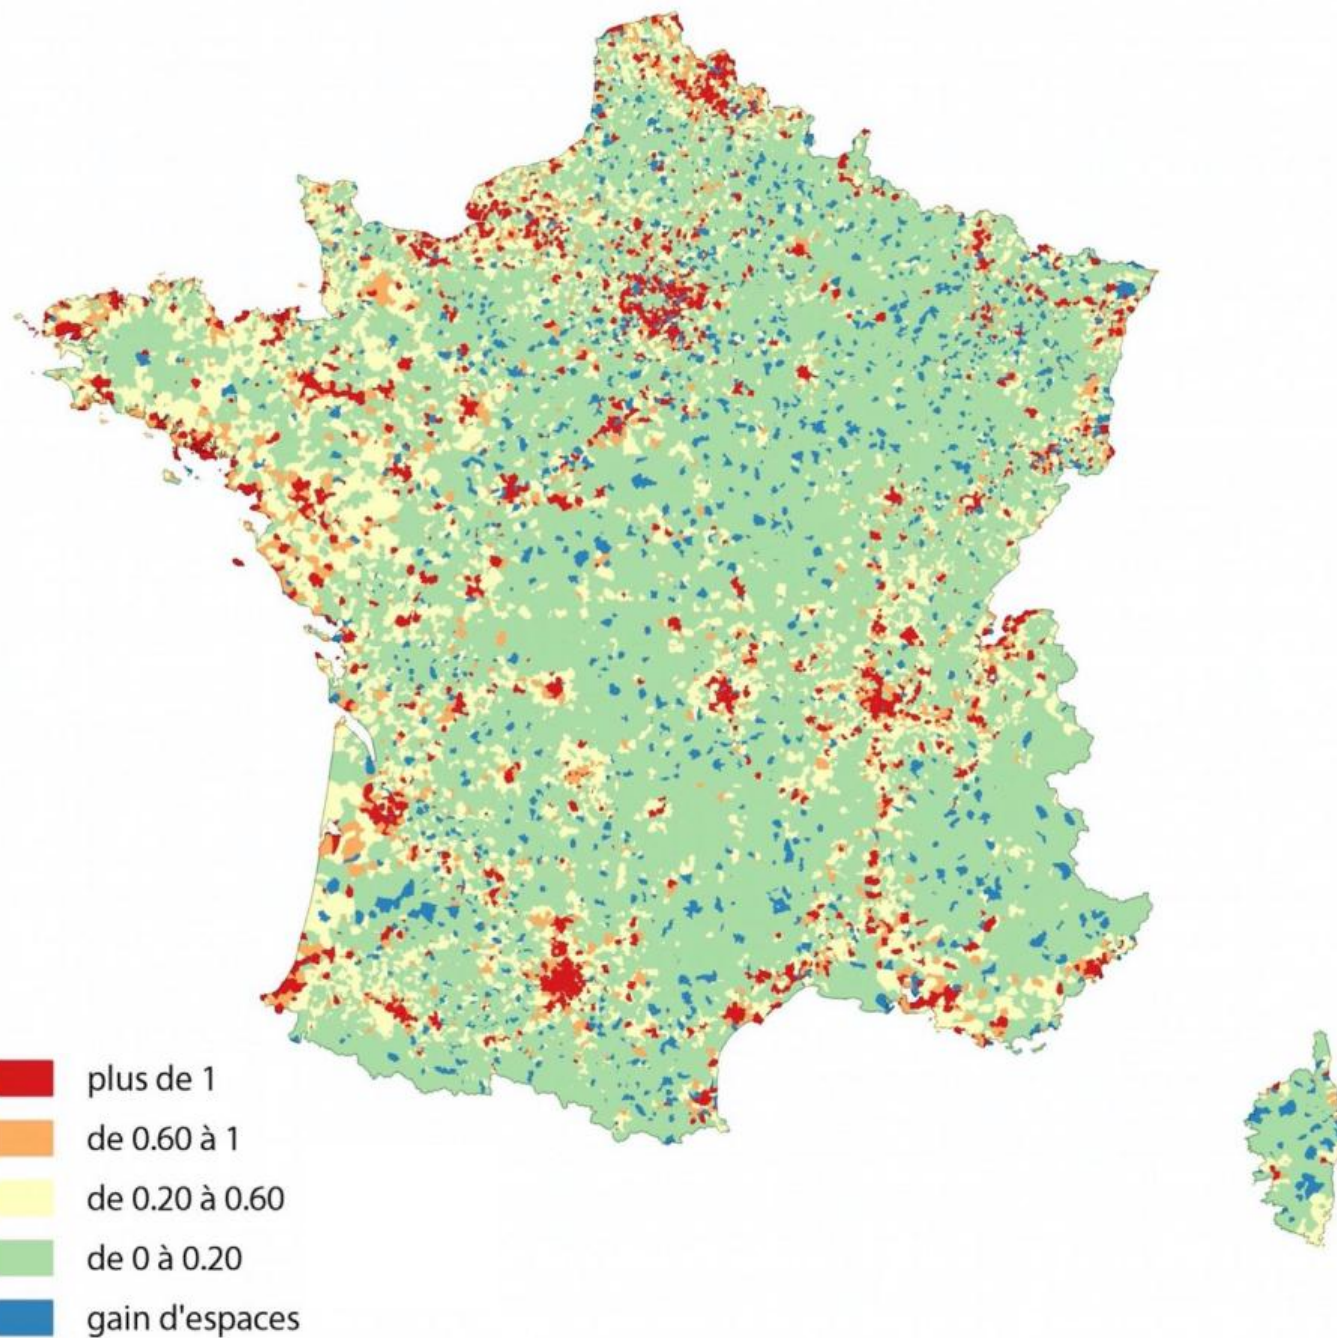 plus de 1
de 0.60 à 1
de 0.20 à 0.60
de 0 à 0.20
gain d'espaces